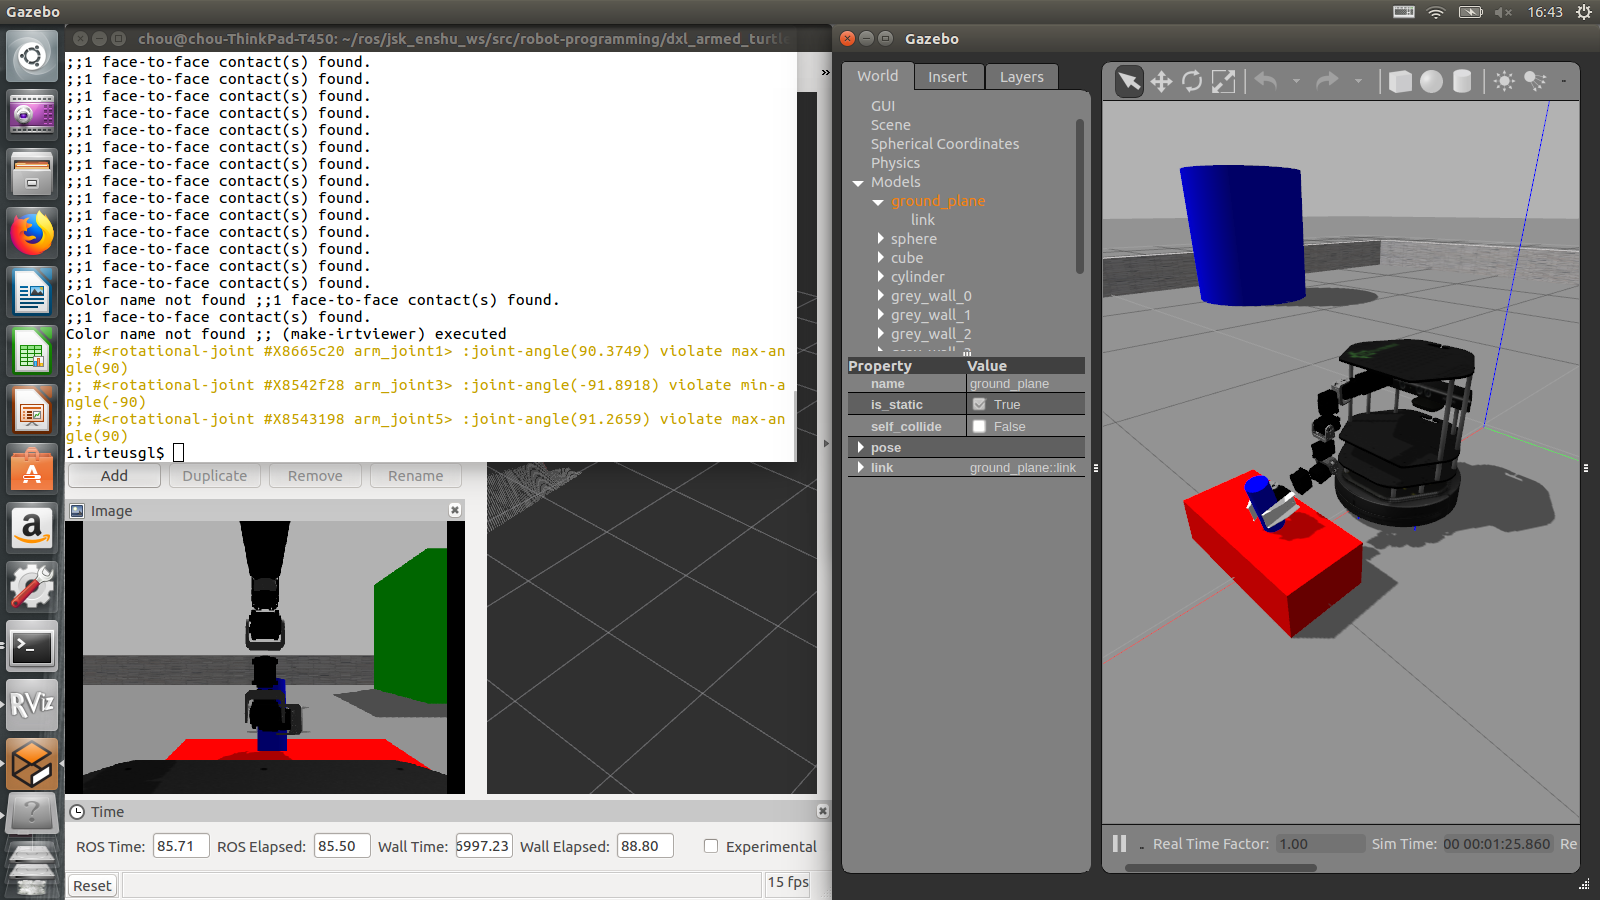 Gazebo
16:43
chou@chou-ThinkPad-T450: ~/ros/jsk_enshu_ws/src/robot-programming/dxl_armed_turtle
;;1 face-to-face contact(s) found.
;;1 face-to-face contact(s) found.
;;1 face-to-face contact(s) found.
;;1 face-to-face contact(s) found.
;;1 face-to-face contact(s) found.
;;1 face-to-face contact(s) found.
;;1 face-to-face contact(s) found.
;;1 face-to-face contact(s) found.
;;1 face-to-face contact(s) found.
;;1 face-to-face contact(s) found.
;;1 face-to-face contact(s) found.
;;1 face-to-face contact(s) found.
;;1 face-to-face contact(s) found.
;;1 face-to-face contact(s) found.
Color name not found ;;1 face-to-face contact(s) found.
;;1 face-to-face contact(s) found.
Color name not found ;; (make-irtviewer) executed
;; #<rotational-joint #X8665c20 arm_joint1> :joint-angle(90.3749) violate max-an
gle(90)
;; #<rotational-joint #X8542f28 arm_joint3> :joint-angle(-91.8918) violate min-a
ngle(-90)
;; #<rotational-joint #X8543198 arm_joint5> :joint-angle(91.2659) violate max-an
gle(90)
1.irteusgl$
»
Add Duplicate Remove Rename
Image
Time
ROS Time: 85.71 ROS Elapsed: 85.50 Wall Time: 6997.23 Wall Elapsed: 88.80 Experimental
Reset
15 fps
RViz
Gazebo
World Insert Layers
GUI
Scene
Spherical Coordinates
Physics
Models
ground_plane
link
sphere
cube
cylinder
grey_wall_0
grey_wall_1
grey_wall_2
Property Value
name ground_plane
is_static True
self_collide False
pose
link ground_plane::link
Real Time Factor: 1.00 Sim Time: 00 00:01:25.860 Re